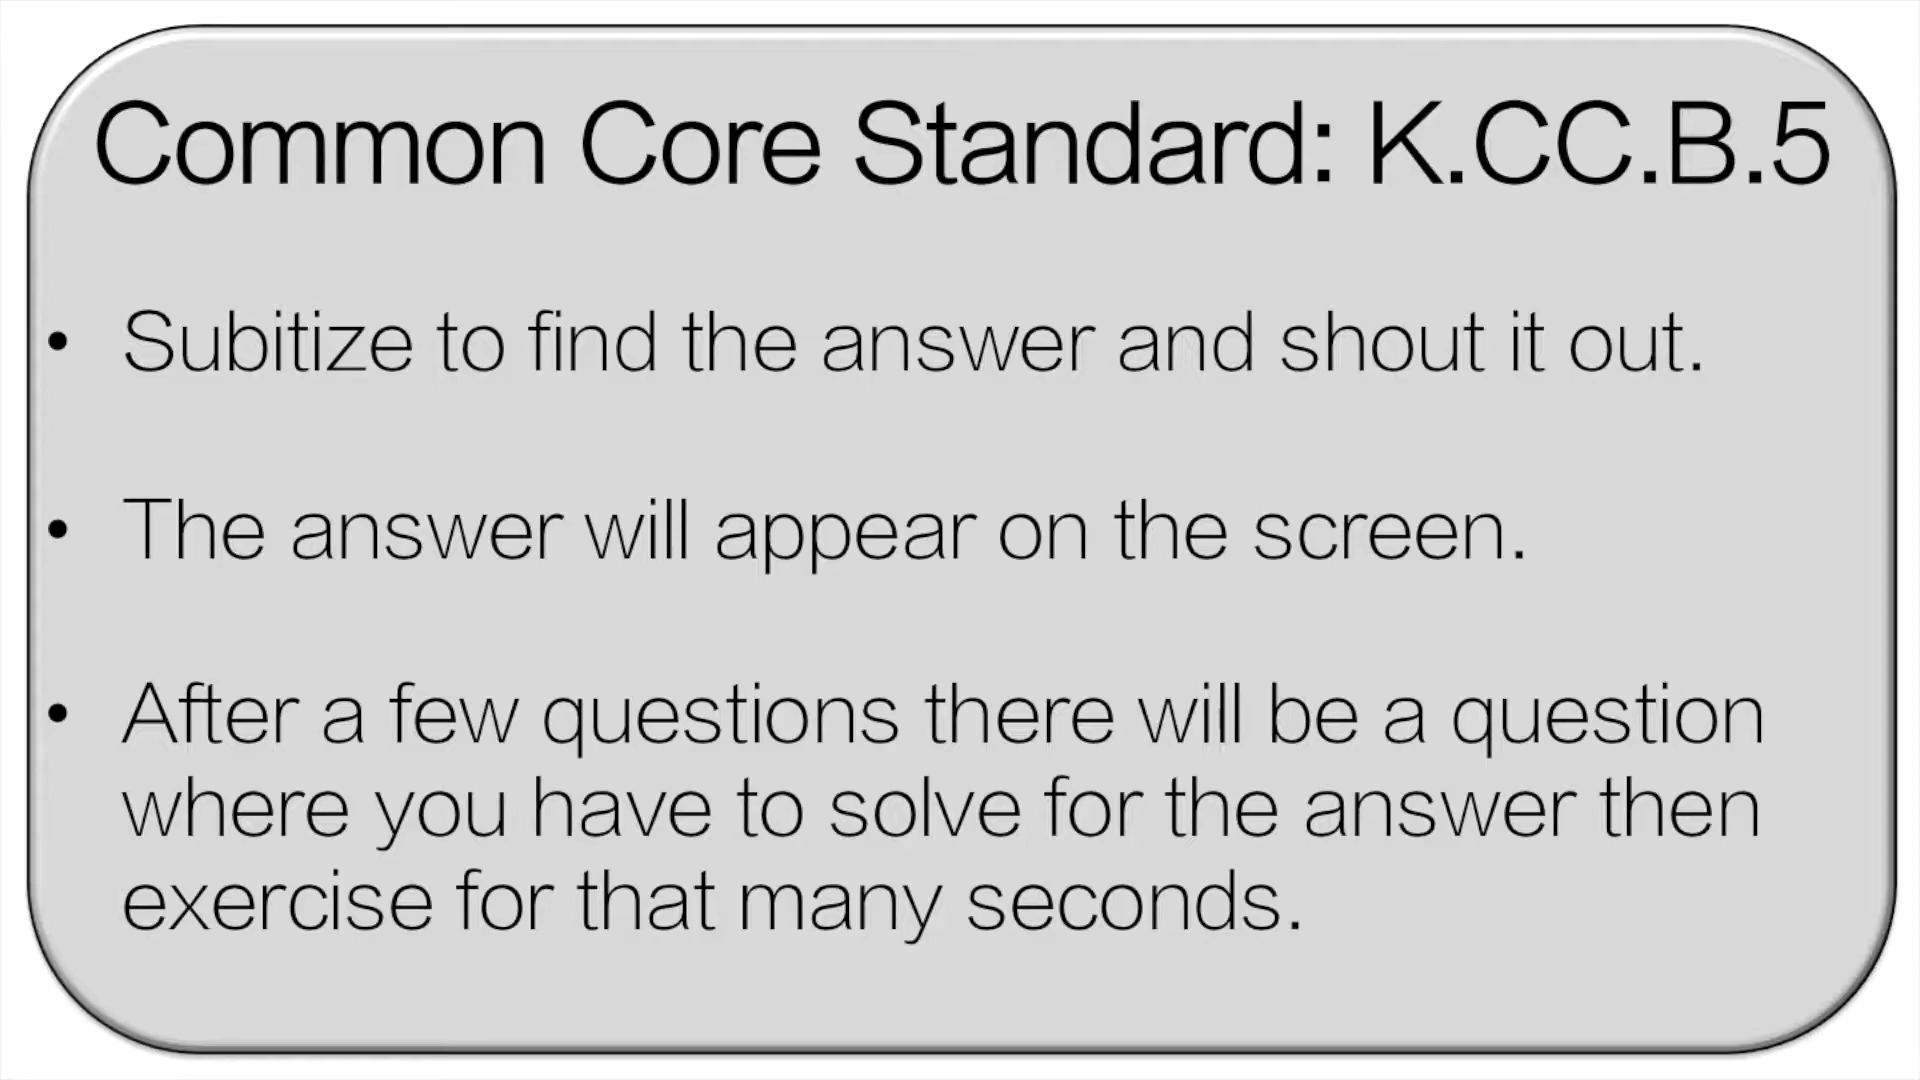 Common Core Standard: K.CC.B.5
• Subitize to find the answer and shout it out.
• The answer will appear on the screen.
• After a few questions there will be a question
where you have to solve for the answer then
exercise for that many seconds.